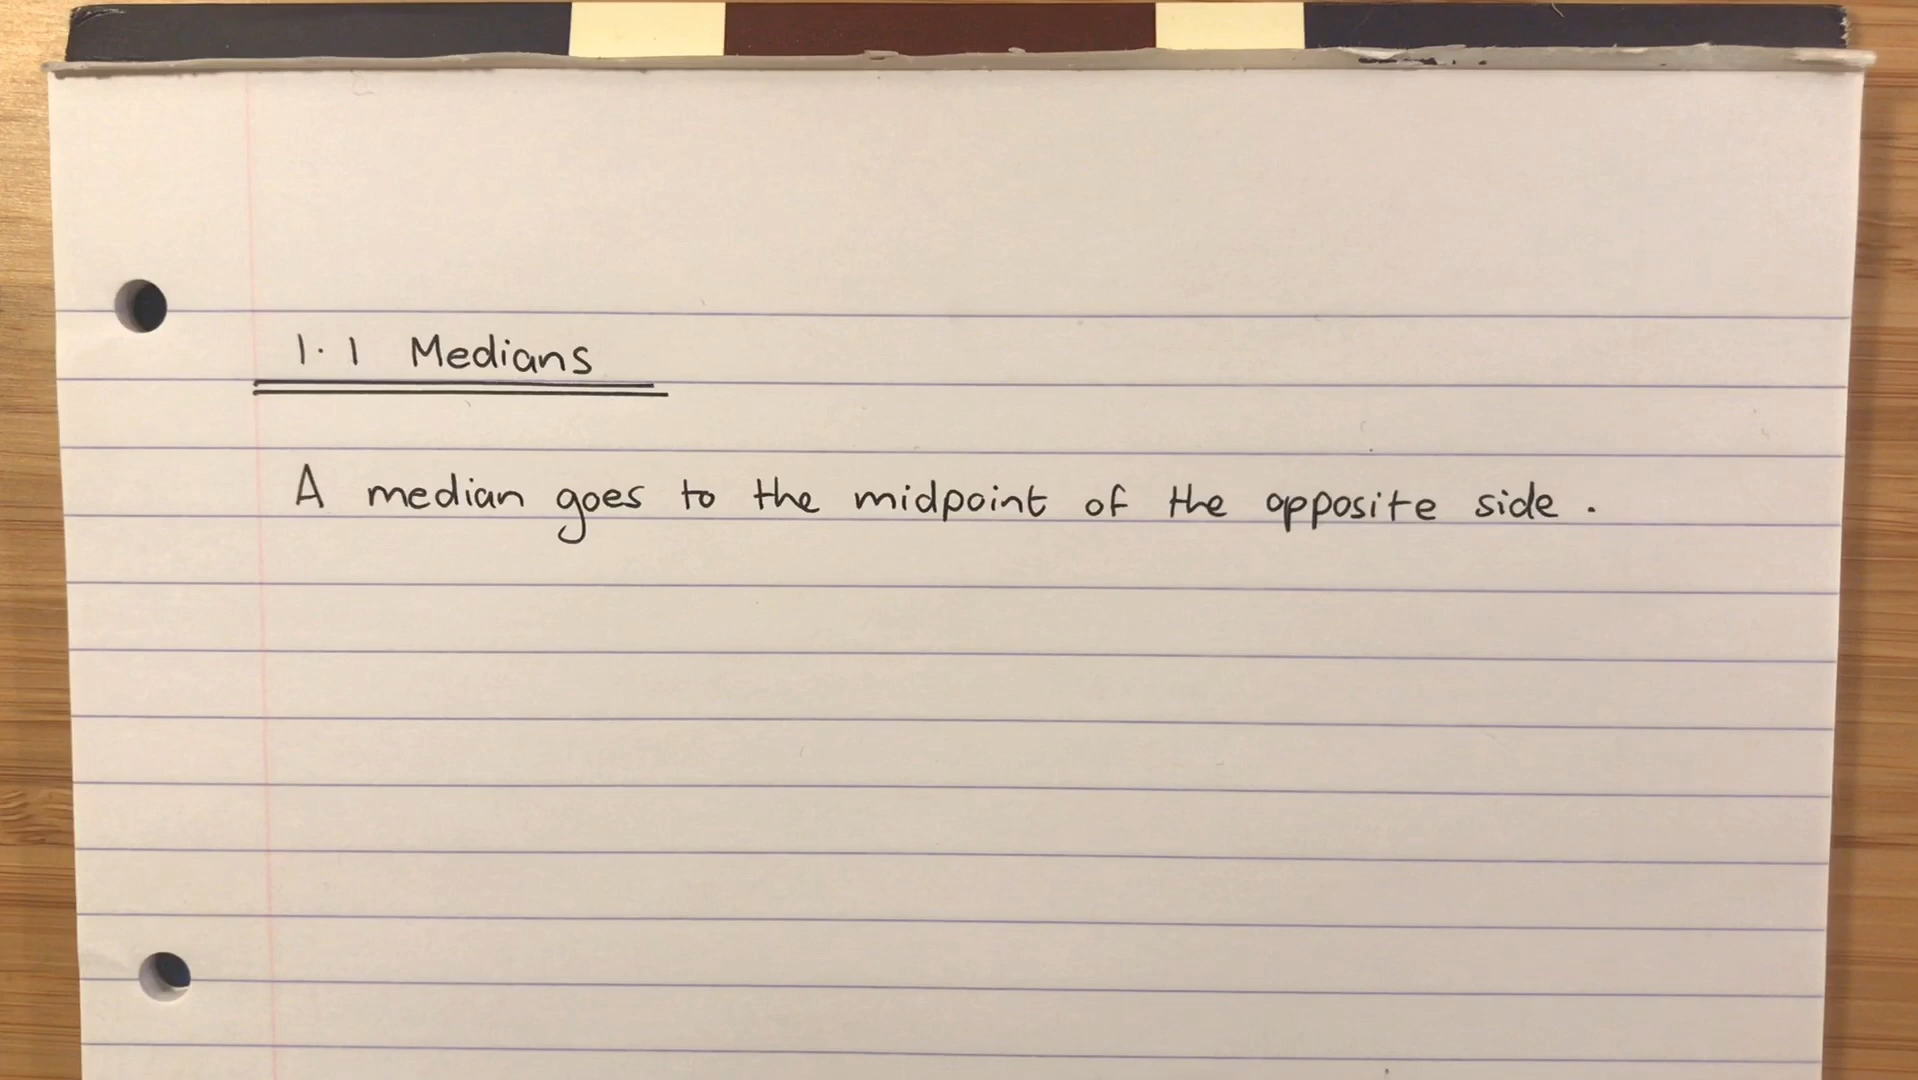 1.1 Medians
A median goes to the midpoint of the opposite side.